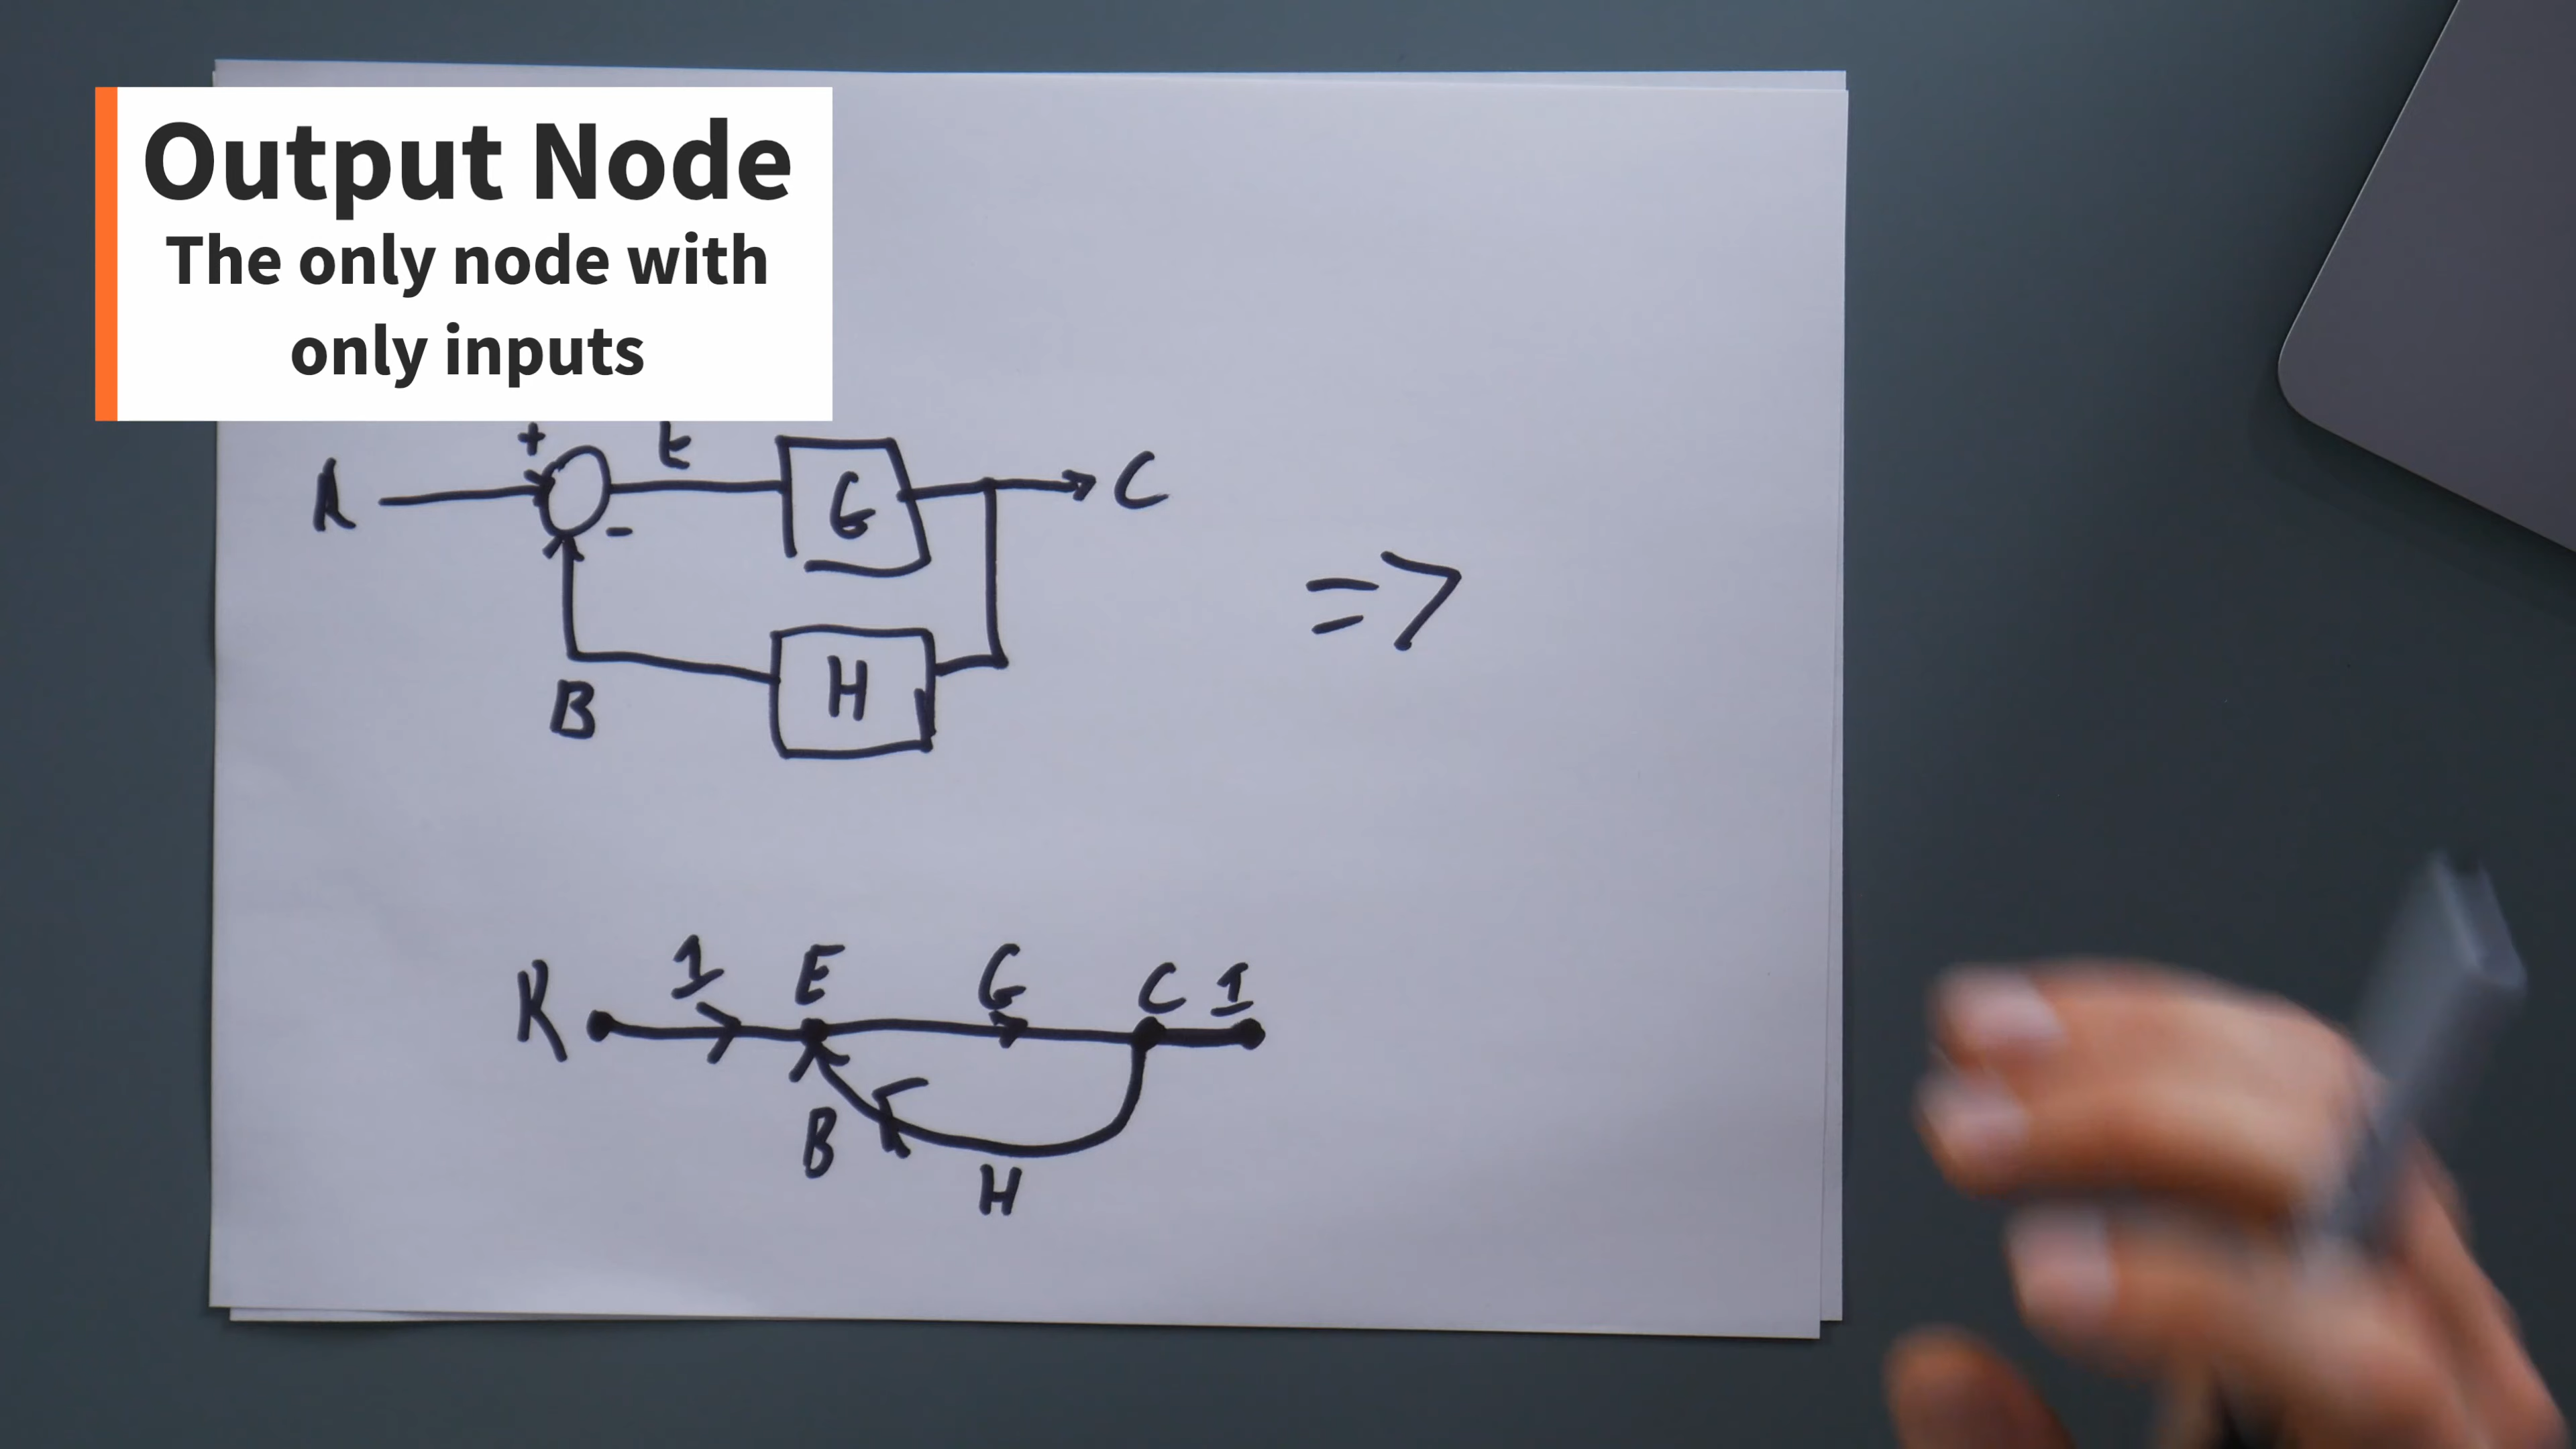 Output Node
The only node with
only inputs
+ E
R G C
-
=>
H
B
R 1 E G C 1
B
H